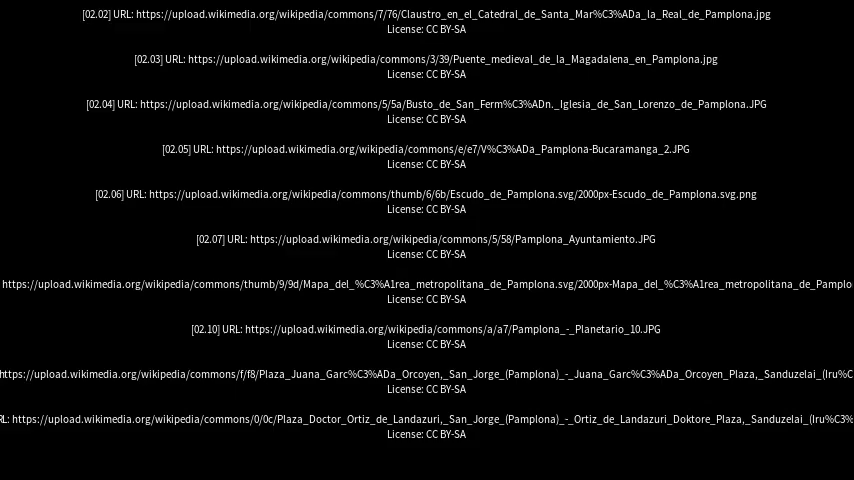 [02.02] URL: https://upload.wikimedia.org/wikipedia/commons/7/76/Claustro_en_el_Catedral_de_Santa_Mar%C3%ADa_la_Real_de_Pamplona.jpg
License: CC BY-SA
[02.03] URL: https://upload.wikimedia.org/wikipedia/commons/3/39/Puente_medieval_de_la_Magadalena_en_Pamplona.jpg
License: CC BY-SA
[02.04] URL: https://upload.wikimedia.org/wikipedia/commons/5/5a/Busto_de_San_Ferm%C3%ADn._Iglesia_de_San_Lorenzo_de_Pamplona.JPG
License: CC BY-SA
[02.05] URL: https://upload.wikimedia.org/wikipedia/commons/e/e7/V%C3%ADa_Pamplona-Bucaramanga_2.JPG
License: CC BY-SA
[02.06] URL: https://upload.wikimedia.org/wikipedia/commons/thumb/6/6b/Escudo_de_Pamplona.svg/2000px-Escudo_de_Pamplona.svg.png
License: CC BY-SA
[02.07] URL: https://upload.wikimedia.org/wikipedia/commons/5/58/Pamplona_Ayuntamiento.JPG
License: CC BY-SA
https://upload.wikimedia.org/wikipedia/commons/thumb/9/9d/Mapa_del_%C3%A1rea_metropolitana_de_Pamplona.svg/2000px-Mapa_del_%C3%A1rea_metropolitana_de_Pamplo
License: CC BY-SA
[02.10] URL: https://upload.wikimedia.org/wikipedia/commons/a/a7/Pamplona_-_Planetario_10.JPG
License: CC BY-SA
https://upload.wikimedia.org/wikipedia/commons/f/f8/Plaza_Juana_Garc%C3%ADa_Orcoyen,_San_Jorge_(Pamplona)_-_Juana_Garc%C3%ADa_Orcoyen_Plaza,_Sanduzelai_(Iru%C
License: CC BY-SA
RL: https://upload.wikimedia.org/wikipedia/commons/0/0c/Plaza_Doctor_Ortiz_de_Landazuri,_San_Jorge_(Pamplona)_-_Ortiz_de_Landazuri_Doktore_Plaza,_Sanduzelai_(Iru%C3%
License: CC BY-SA